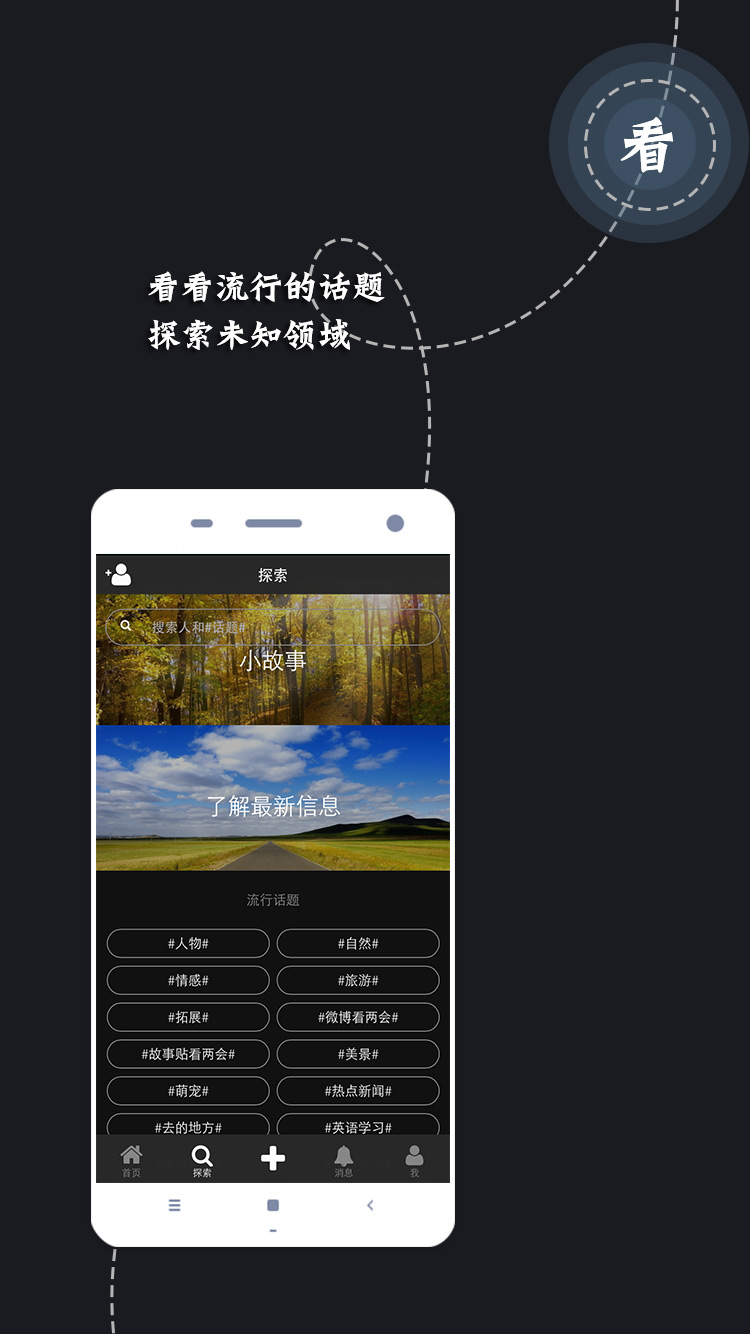 看
看看流行的话题
探索未知领域
探索
搜索人和#话题#
小故事
了解最新信息
流行话题
#人物#
#自然#
#情感#
#旅游#
#拓展#
#微博看两会#
#故事贴看两会#
#美景#
#萌宠#
#热点新闻#
#去的地方#
#英语学习#
首页
探索
消息
我